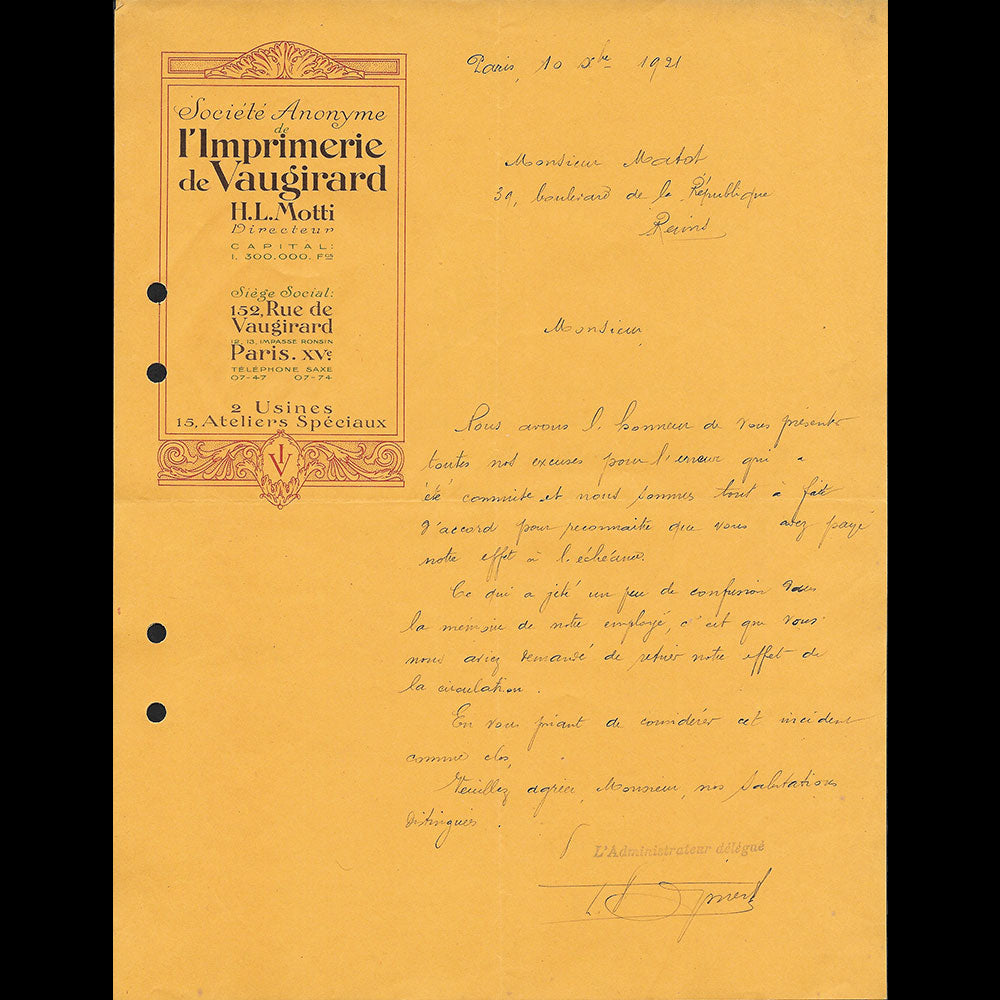 Société Anonyme
de
l'Imprimerie
de Vaugirard
H.L. Motti
Directeur
CAPITAL:
1.300.000. Fcs
Siège Social:
152, Rue de
Vaugirard
12, 13, IMPASSE RONSIN
Paris. XVe
TÉLÉPHONE SAXE
07-47 07-74
2 Usines
15, Ateliers Spéciaux
IV
Paris, 10 Xbre 1921
Monsieur Matot
39, boulevard de la République
Reims
Monsieur,
Nous avons l'honneur de vous présenter
toutes nos excuses pour l'erreur qui a
été commise et nous sommes tout à fait
d'accord pour reconnaitre que vous avez payé
notre effet à l'échéance.
Ce qui a jeté un peu de confusion dans
la mémoire de notre employé, c'est que vous
nous aviez demandé de retirer notre effet de
la circulation.
En vous priant de considérer cet incident
comme clos,
Veuillez agréer, Monsieur, nos salutations
distinguées.
L'Administrateur délégué